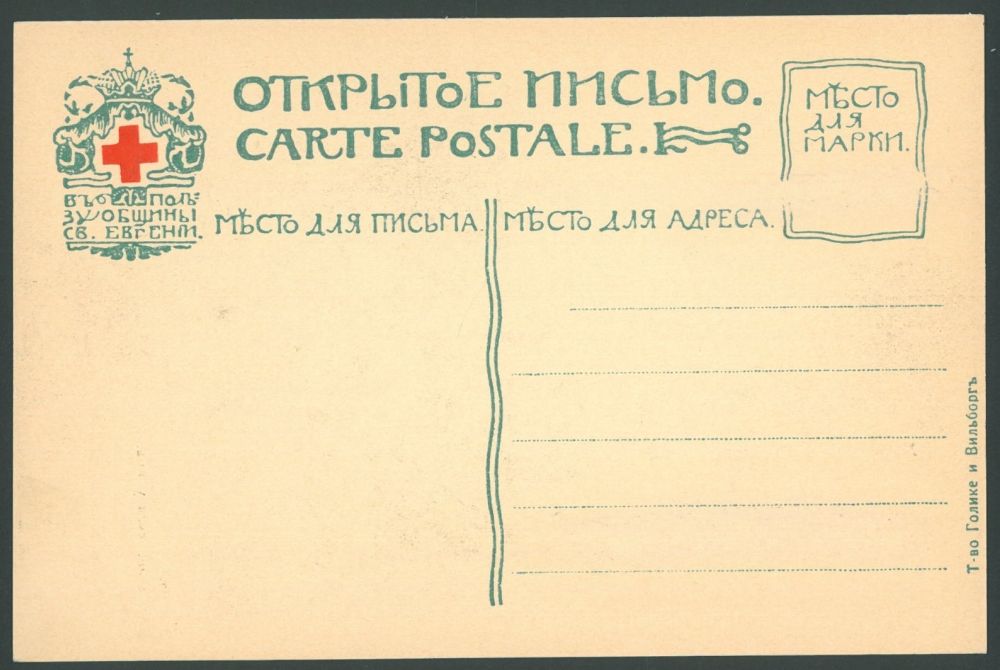 ОТКРЫТОЕ ПИСЬМО.
CARTE POSTALE.
МѢСТО
ДЛЯ
МАРКИ.
ВЪ ПОЛЬ-
ЗУ ОБЩИНЫ
СВ. ЕВГЕНІИ.
МѢСТО ДЛЯ ПИСЬМА.
МѢСТО ДЛЯ АДРЕСА.
Т-во Голике и Вильборгъ